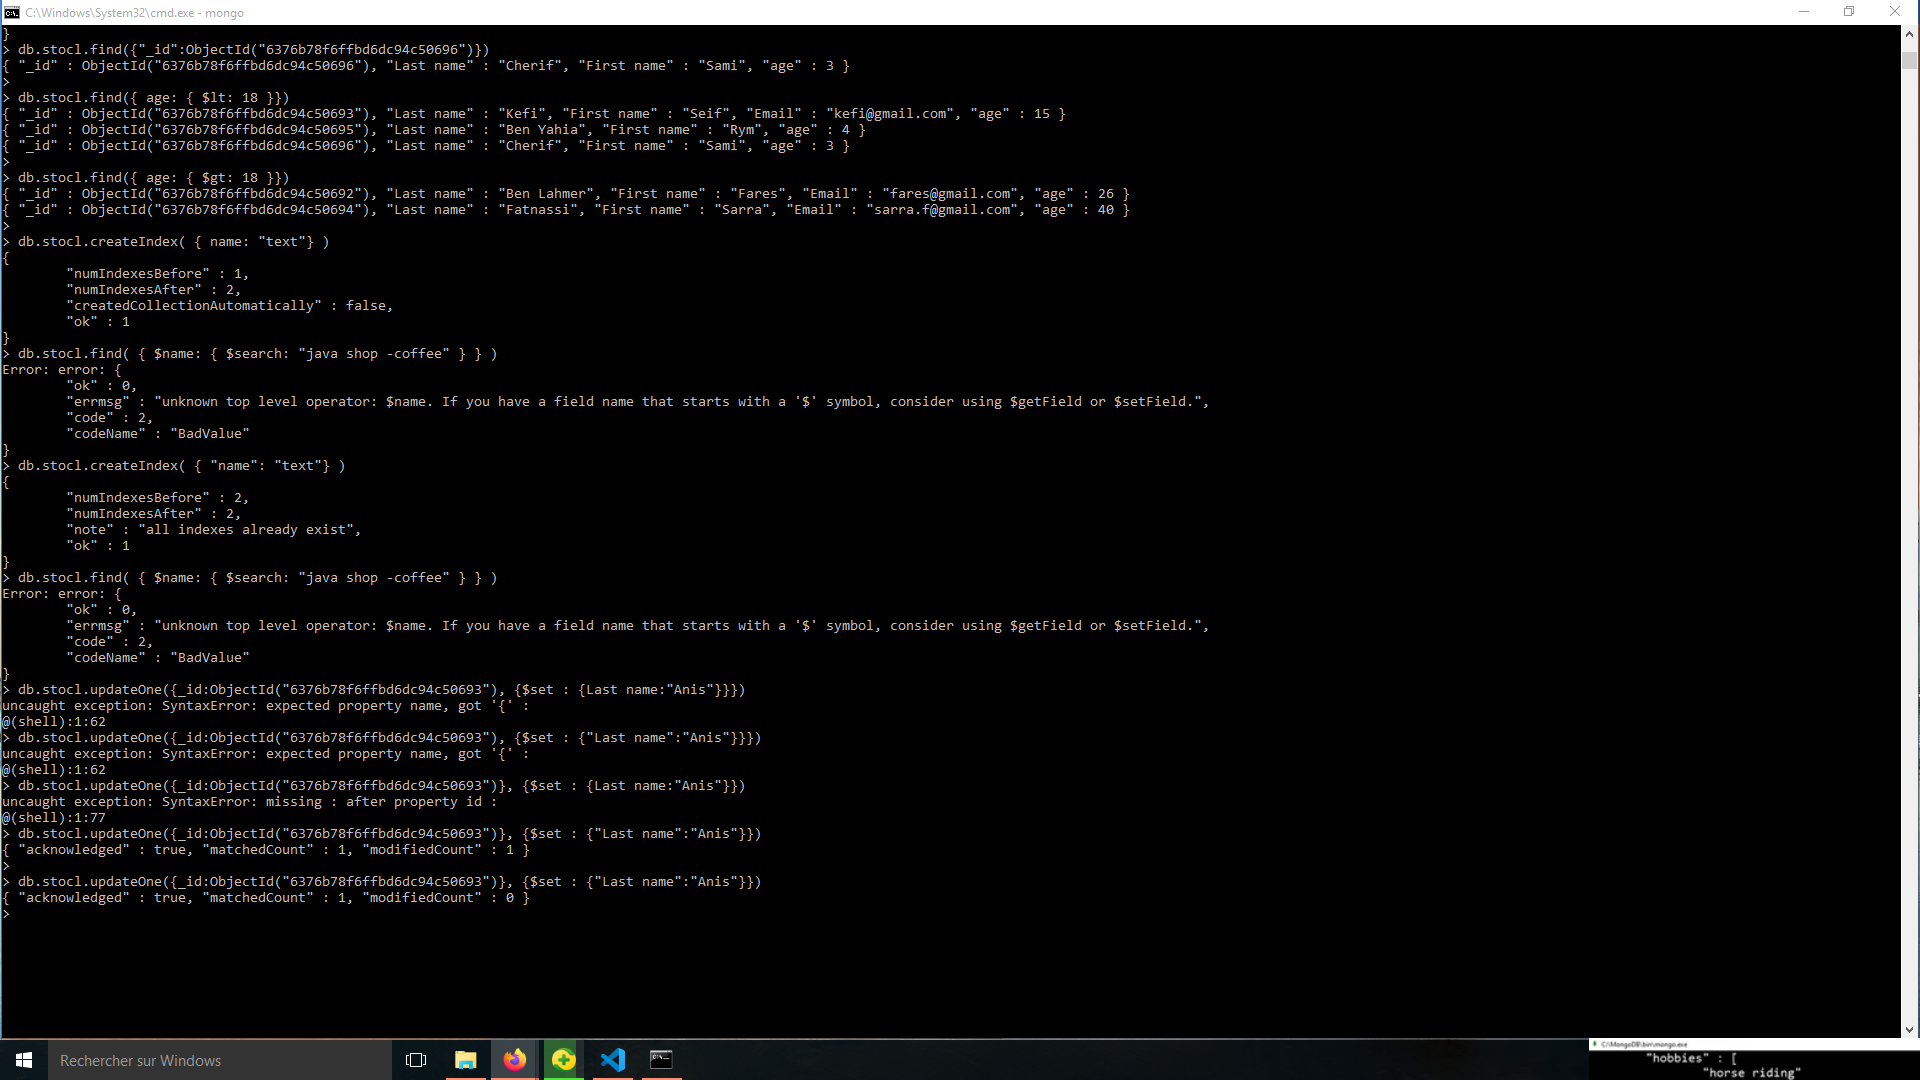 C:\Windows\System32\cmd.exe - mongo
}
> db.stocl.find({"_id":ObjectId("6376b78f6ffbd6dc94c50696")})
{ "_id" : ObjectId("6376b78f6ffbd6dc94c50696"), "Last name" : "Cherif", "First name" : "Sami", "age" : 3 }
>
> db.stocl.find({ age: { $lt: 18 }})
{ "_id" : ObjectId("6376b78f6ffbd6dc94c50693"), "Last name" : "Kefi", "First name" : "Seif", "Email" : "kefi@gmail.com", "age" : 15 }
{ "_id" : ObjectId("6376b78f6ffbd6dc94c50695"), "Last name" : "Ben Yahia", "First name" : "Rym", "age" : 4 }
{ "_id" : ObjectId("6376b78f6ffbd6dc94c50696"), "Last name" : "Cherif", "First name" : "Sami", "age" : 3 }
>
> db.stocl.find({ age: { $gt: 18 }})
{ "_id" : ObjectId("6376b78f6ffbd6dc94c50692"), "Last name" : "Ben Lahmer", "First name" : "Fares", "Email" : "fares@gmail.com", "age" : 26 }
{ "_id" : ObjectId("6376b78f6ffbd6dc94c50694"), "Last name" : "Fatnassi", "First name" : "Sarra", "Email" : "sarra.f@gmail.com", "age" : 40 }
>
> db.stocl.createIndex( { name: "text"} )
{
"numIndexesBefore" : 1,
"numIndexesAfter" : 2,
"createdCollectionAutomatically" : false,
"ok" : 1
}
> db.stocl.find( { $name: { $search: "java shop -coffee" } } )
Error: error: {
"ok" : 0,
"errmsg" : "unknown top level operator: $name. If you have a field name that starts with a '$' symbol, consider using $getField or $setField.",
"code" : 2,
"codeName" : "BadValue"
}
> db.stocl.createIndex( { "name": "text"} )
{
"numIndexesBefore" : 2,
"numIndexesAfter" : 2,
"note" : "all indexes already exist",
"ok" : 1
}
> db.stocl.find( { $name: { $search: "java shop -coffee" } } )
Error: error: {
"ok" : 0,
"errmsg" : "unknown top level operator: $name. If you have a field name that starts with a '$' symbol, consider using $getField or $setField.",
"code" : 2,
"codeName" : "BadValue"
}
> db.stocl.updateOne({_id:ObjectId("6376b78f6ffbd6dc94c50693"), {$set : {Last name:"Anis"}}})
uncaught exception: SyntaxError: expected property name, got '{' :
@(shell):1:62
> db.stocl.updateOne({_id:ObjectId("6376b78f6ffbd6dc94c50693"), {$set : {"Last name":"Anis"}}})
uncaught exception: SyntaxError: expected property name, got '{' :
@(shell):1:62
> db.stocl.updateOne({_id:ObjectId("6376b78f6ffbd6dc94c50693")}, {$set : {Last name:"Anis"}})
uncaught exception: SyntaxError: missing : after property id :
@(shell):1:77
> db.stocl.updateOne({_id:ObjectId("6376b78f6ffbd6dc94c50693")}, {$set : {"Last name":"Anis"}})
{ "acknowledged" : true, "matchedCount" : 1, "modifiedCount" : 1 }
>
> db.stocl.updateOne({_id:ObjectId("6376b78f6ffbd6dc94c50693")}, {$set : {"Last name":"Anis"}})
{ "acknowledged" : true, "matchedCount" : 1, "modifiedCount" : 0 }
>
Rechercher sur Windows
C:\MongoDB\bin\mongo.exe
"hobbies" : [
"horse riding"